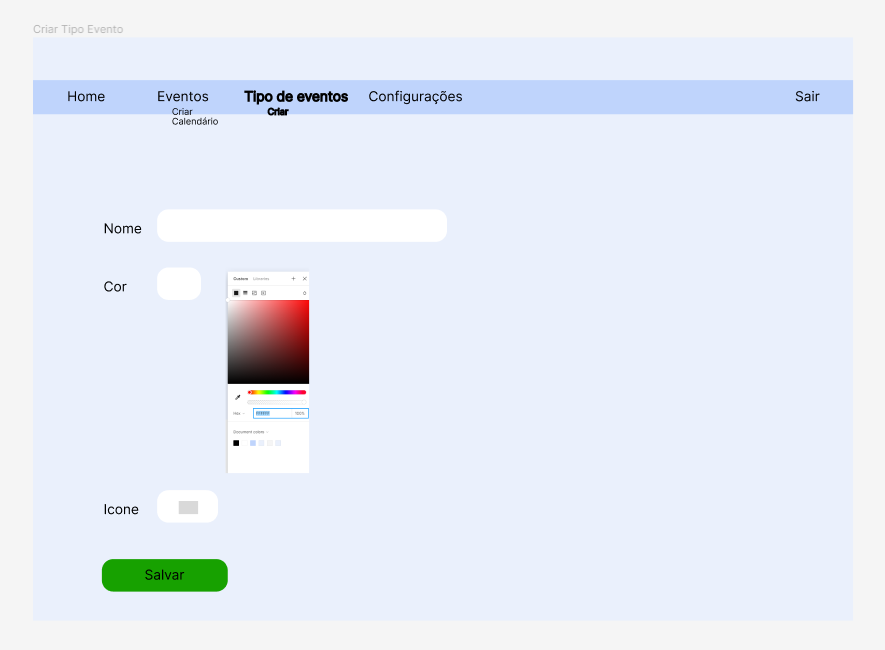 Criar Tipo Evento
Home Eventos Tipo de eventos Configurações Sair
Criar Criar
Calendário
Nome
Cor
Custom Libraries
Hex 100%
Document colors
Icone
Salvar